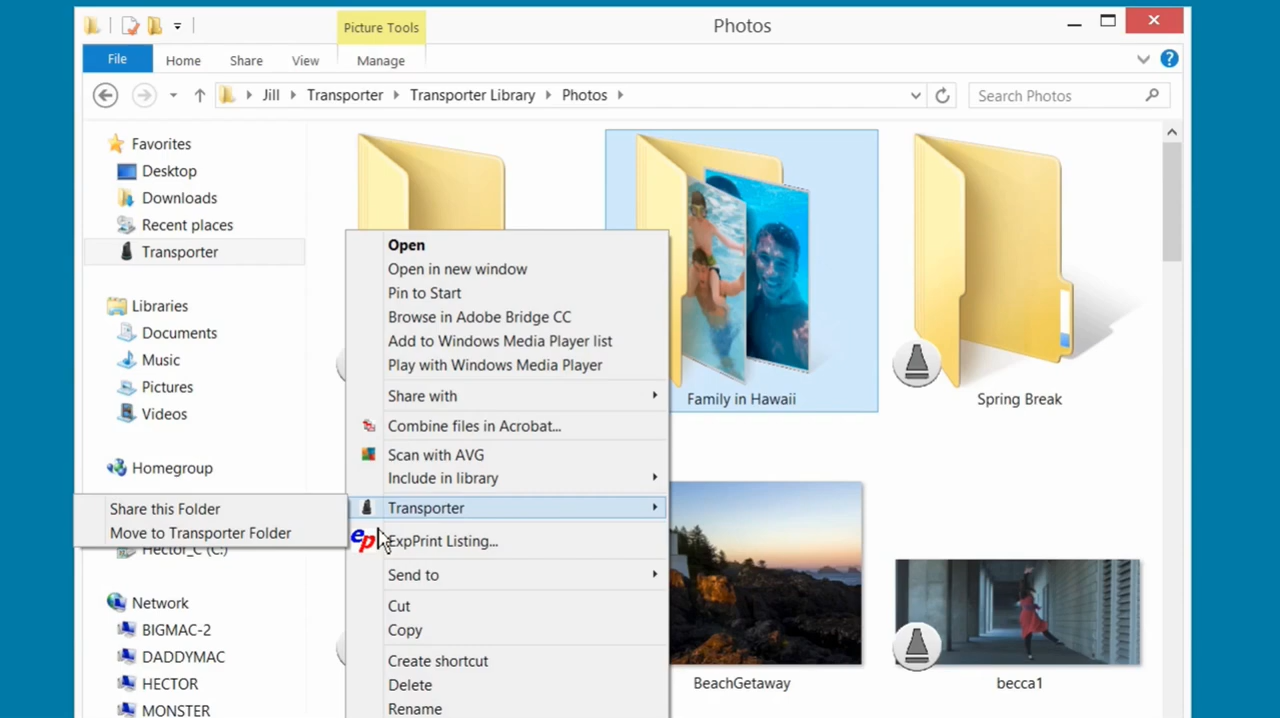 Picture Tools
Photos
File
Home
Share
View
Manage
?
Jill
Transporter
Transporter Library
Photos
Search Photos
Favorites
Desktop
Downloads
Recent places
Transporter
Libraries
Documents
Music
Pictures
Videos
Homegroup
Hector_C (C:)
Network
BIGMAC-2
DADDYMAC
HECTOR
MONSTER
Share this Folder
Move to Transporter Folder
Open
Open in new window
Pin to Start
Browse in Adobe Bridge CC
Add to Windows Media Player list
Play with Windows Media Player
Share with
Combine files in Acrobat...
Scan with AVG
Include in library
Transporter
ep ExpPrint Listing...
Send to
Cut
Copy
Create shortcut
Delete
Rename
Family in Hawaii
Spring Break
BeachGetaway
becca1